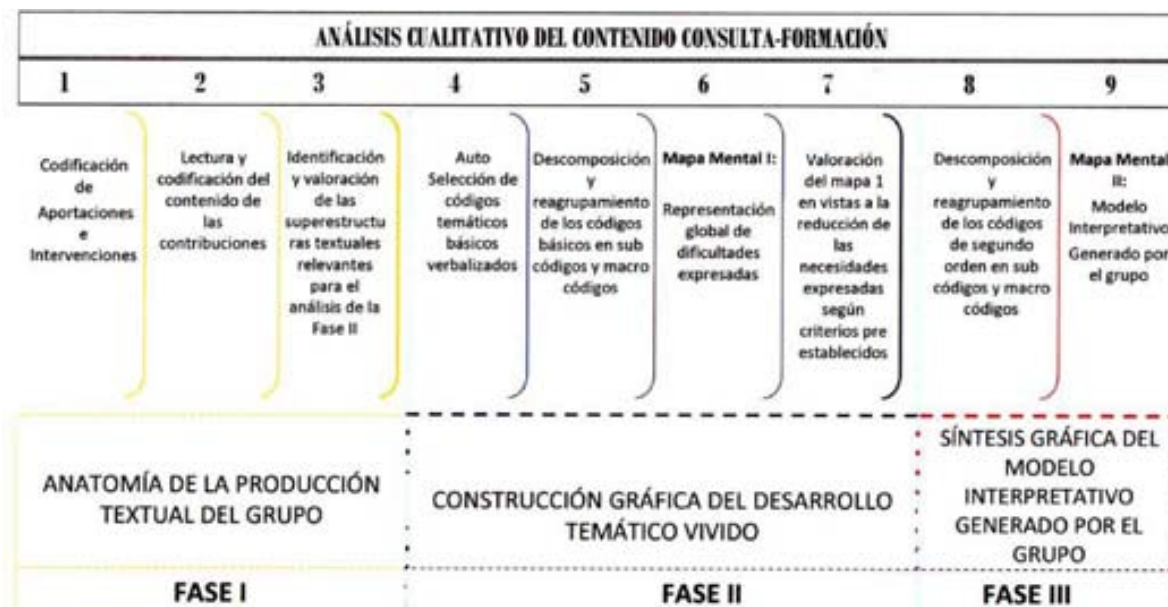 ANÁLISIS CUALITATIVO DEL CONTENIDO CONSULTA-FORMACIÓN
1 2 3 4 5 6 7 8 9
Codificación
de
Aportaciones
e
Intervenciones
Lectura y
codificación del
contenido de
las
contribuciones
Identificación
y valoración
de las
superestructu
ras textuales
relevantes
para el
análisis de la
Fase II
Auto
Selección de
códigos
temáticos
básicos
verbalizados
Descomposición
y
reagrupamiento
de los códigos
básicos en sub
códigos y macro
códigos
Mapa Mental I:
Representación
global de
dificultades
expresadas
Valoración
del mapa 1
en vistas a la
reducción de
las
necesidades
expresadas
según
criterios pre
establecidos
Descomposición
y
reagrupamiento
de los códigos
de segundo
orden en sub
códigos y macro
códigos
Mapa Mental
II:
Modelo
Interpretativo
Generado por
el grupo
ANATOMÍA DE LA PRODUCCIÓN
TEXTUAL DEL GRUPO
CONSTRUCCIÓN GRÁFICA DEL DESARROLLO
TEMÁTICO VIVIDO
SÍNTESIS GRÁFICA DEL
MODELO
INTERPRETATIVO
GENERADO POR EL
GRUPO
FASE I
FASE II
FASE III